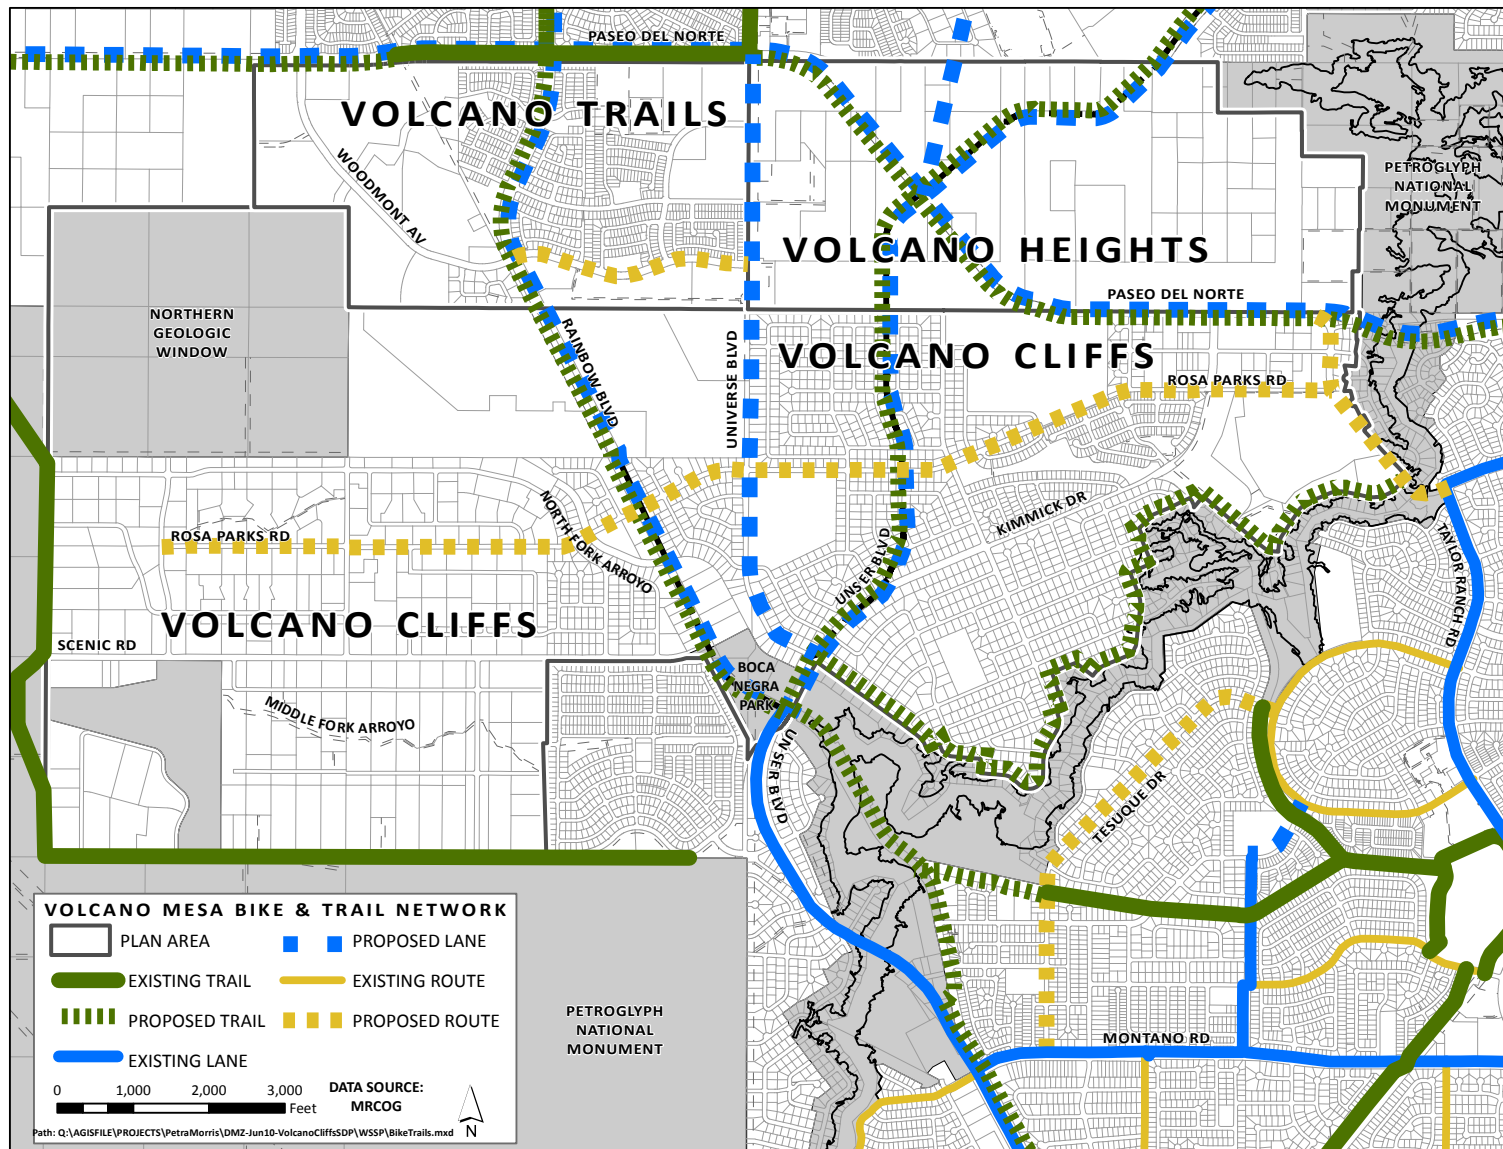 PASEO DEL NORTE
VOLCANO TRAILS
WOODMONT AV
PETROGLYPH
NATIONAL
MONUMENT
VOLCANO HEIGHTS
PASEO DEL NORTE
NORTHERN
GEOLOGIC
WINDOW
RAINBOW BLVD
UNIVERSE BLVD
VOLCANO CLIFFS
ROSA PARKS RD
NORTH FORK ARROYO
KIMMICK DR
ROSA PARKS RD
UNSER BLVD
TAYLOR RANCH RD
VOLCANO CLIFFS
SCENIC RD
BOCA
NEGRA
PARK
MIDDLE FORK ARROYO
UNSER BLVD
TESUQUE DR
VOLCANO MESA BIKE & TRAIL NETWORK
PLAN AREA
PROPOSED LANE
EXISTING TRAIL
EXISTING ROUTE
PROPOSED TRAIL
PROPOSED ROUTE
EXISTING LANE
PETROGLYPH
NATIONAL
MONUMENT
MONTANO RD
0 1,000 2,000 3,000
Feet
DATA SOURCE:
MRCOG
N
Path: Q:\AGISFILE\PROJECTS\PetraMorris\DMZ-Jun10-VolcanoCliffsSDP\WSSP\BikeTrails.mxd